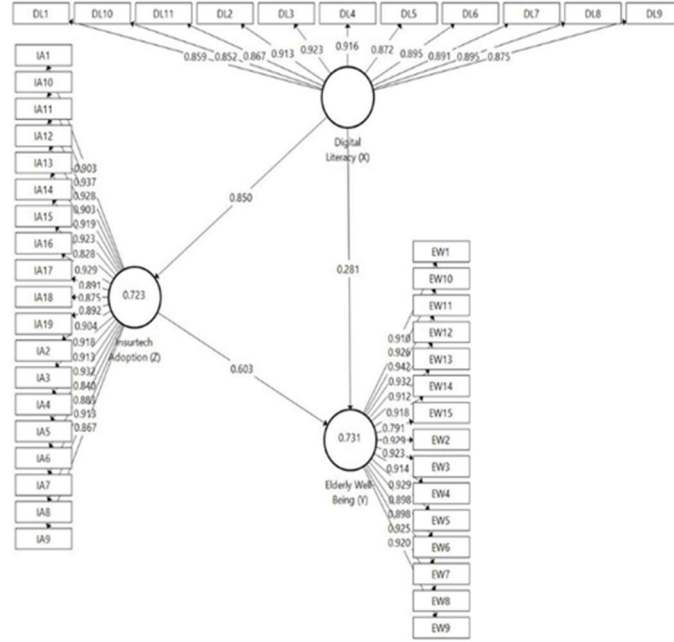 DL1 DL10 DL11 DL2 DL3 DL4 DL5 DL6 DL7 DL8 DL9
0.859 0.852 0.867 0.913 0.923 0.916 0.872 0.895 0.891 0.895 0.875
Digital
Literacy (X)
0.850
0.281
IA1
IA10
IA11
IA12
IA13
IA14
IA15
IA16
IA17
IA18
IA19
IA2
IA3
IA4
IA5
IA6
IA7
IA8
IA9
0.903
0.937
0.928
0.903
0.919
0.923
0.828
0.929
0.891
0.875
0.892
0.904
0.918
0.913
0.932
0.840
0.913
0.867
0.723
Insurtech
Adoption (Z)
0.603
0.731
Elderly Well-
Being (Y)
0.910
0.926
0.942
0.932
0.912
0.918
0.791
0.929
0.923
0.914
0.929
0.898
0.898
0.925
0.920
EW1
EW10
EW11
EW12
EW13
EW14
EW15
EW2
EW3
EW4
EW5
EW6
EW7
EW8
EW9